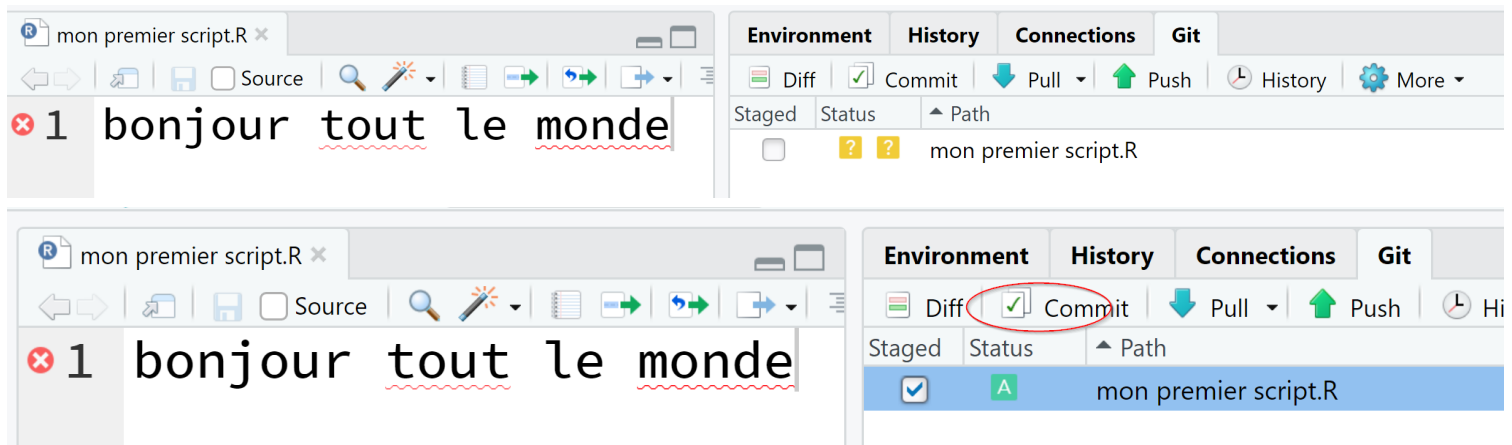 mon premier script.R
Environment History Connections Git
Source
Diff Commit Pull Push History More
Staged Status Path
1 bonjour tout le monde
? ? mon premier script.R
mon premier script.R
Environment History Connections Git
Source
Diff Commit Pull Push Hi
Staged Status Path
1 bonjour tout le monde
A mon premier script.R